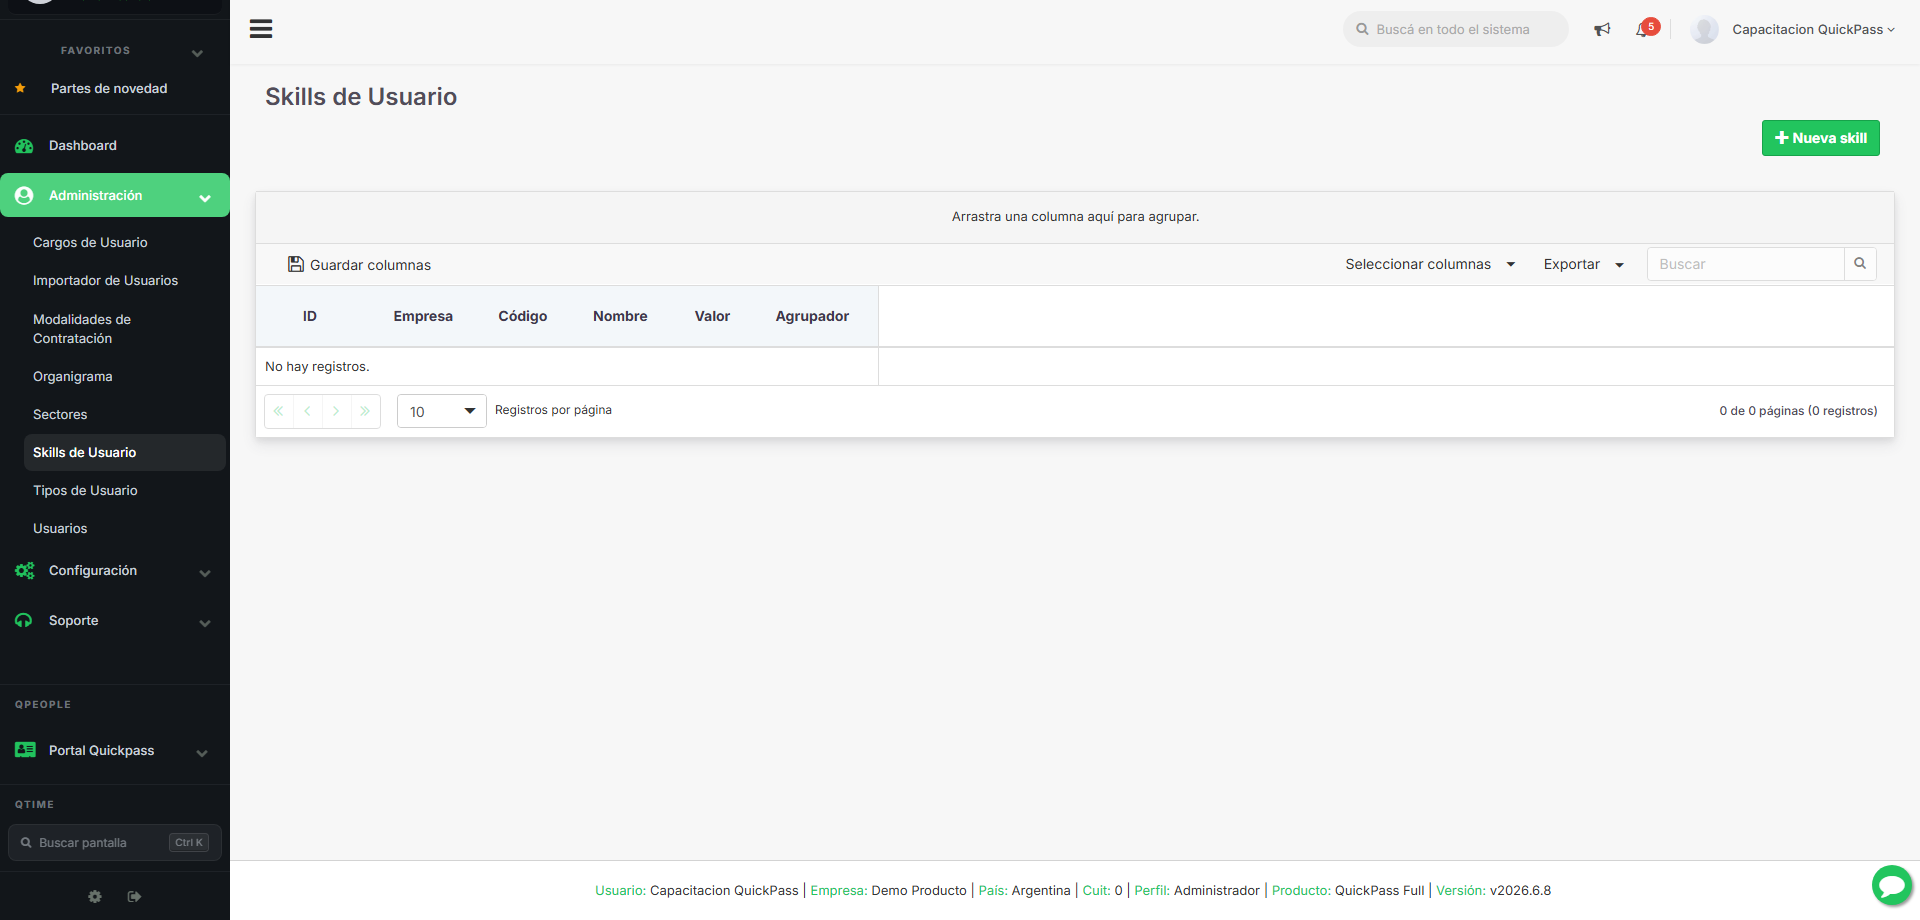 FAVORITOS
Partes de novedad
Dashboard
Administración
Cargos de Usuario
Importador de Usuarios
Modalidades de
Contratación
Organigrama
Sectores
Skills de Usuario
Tipos de Usuario
Usuarios
Configuración
Soporte
QPEOPLE
Portal Quickpass
QTIME
Buscar pantalla Ctrl K
Buscá en todo el sistema 5 Capacitacion QuickPass
Skills de Usuario
Nueva skill
Arrastra una columna aquí para agrupar.
Guardar columnas Seleccionar columnas Exportar Buscar
ID Empresa Código Nombre Valor Agrupador
No hay registros.
10 Registros por página 0 de 0 páginas (0 registros)
Usuario: Capacitacion QuickPass | Empresa: Demo Producto | País: Argentina | Cuit: 0 | Perfil: Administrador | Producto: QuickPass Full | Versión: v2026.6.8